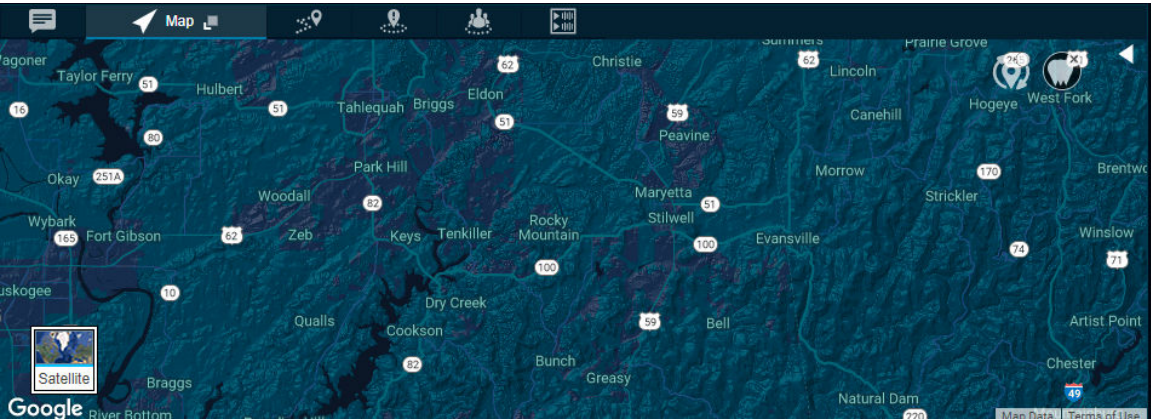 Map
Summers
Prairie Grove
Wagoner
Taylor Ferry
51
Hulbert
62
Christie
62
Lincoln
265
16
51
Tahlequah
Briggs
Eldon
51
59
Peavine
Canehill
Hogeye
West Fork
80
Okay
251A
Park Hill
Woodall
82
Maryetta
51
Morrow
170
Strickler
Brentwo
Wybark
165
Fort Gibson
62
Zeb
Keys
Tenkiller
Rocky
Mountain
Stilwell
100
Evansville
74
Winslow
71
uskogee
10
100
Dry Creek
Qualls
Cookson
59
Bell
Artist Point
Satellite
Braggs
82
Bunch
Greasy
Chester
49
Natural Dam
220
Google
River Bottom
Map Data
Terms of Use